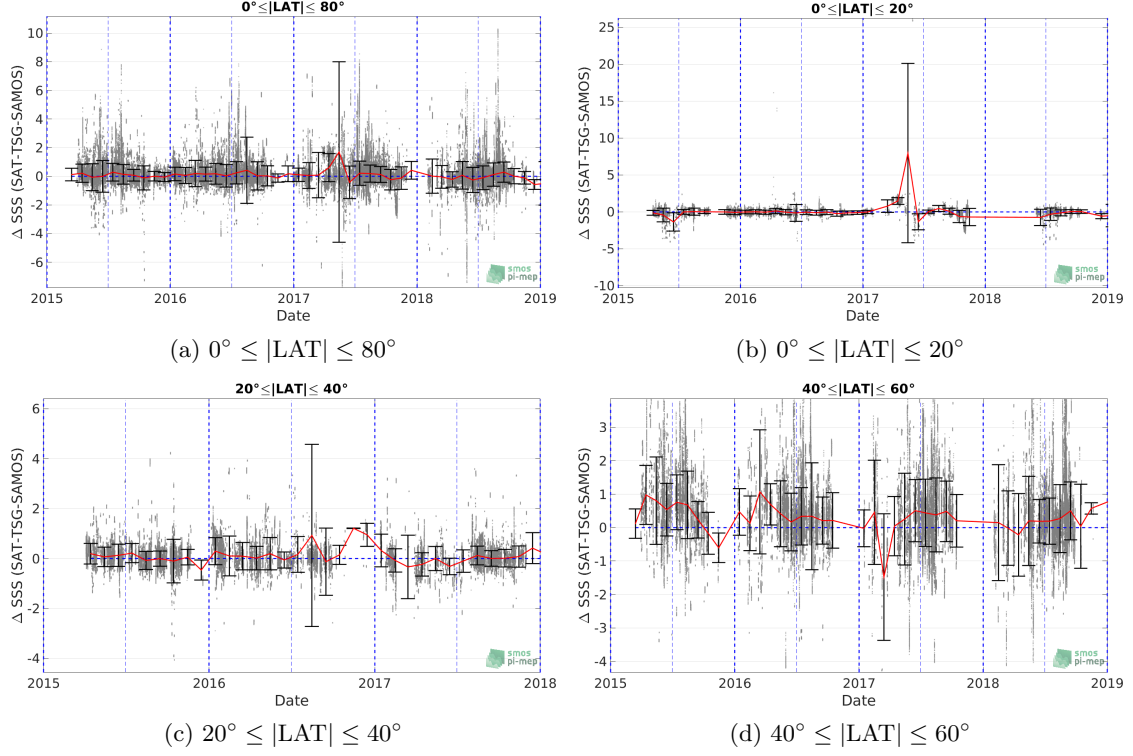 0°≤|LAT|≤ 80°
Δ SSS (SAT-TSG-SAMOS)
10
8
6
4
2
0
-2
-4
-6
2015
2016
2017
2018
2019
Date
smos
pi-mep
(a) 0° ≤ |LAT| ≤ 80°
0°≤|LAT|≤ 20°
Δ SSS (SAT-TSG-SAMOS)
25
20
15
10
5
0
-5
-10
2015
2016
2017
2018
2019
Date
smos
pi-mep
(b) 0° ≤ |LAT| ≤ 20°
20°≤|LAT|≤ 40°
Δ SSS (SAT-TSG-SAMOS)
6
4
2
0
-2
-4
2015
2016
2017
2018
Date
smos
pi-mep
(c) 20° ≤ |LAT| ≤ 40°
40°≤|LAT|≤ 60°
Δ SSS (SAT-TSG-SAMOS)
3
2
1
0
-1
-2
-3
-4
2015
2016
2017
2018
2019
Date
smos
pi-mep
(d) 40° ≤ |LAT| ≤ 60°